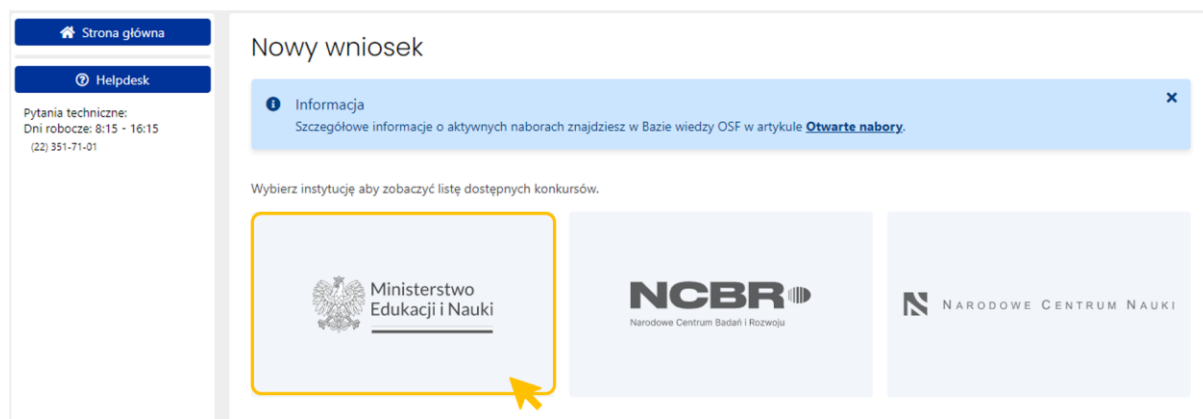 Strona główna
Helpdesk
Pytania techniczne:
Dni robocze: 8:15 - 16:15
(22) 351-71-01
Nowy wniosek
Informacja
Szczegółowe informacje o aktywnych naborach znajdziesz w Bazie wiedzy OSF w artykule Otwarte nabory.
Wybierz instytucję aby zobaczyć listę dostępnych konkursów.
Ministerstwo
Edukacji i Nauki
NCBR
Narodowe Centrum Badań i Rozwoju
NARODOWE CENTRUM NAUKI